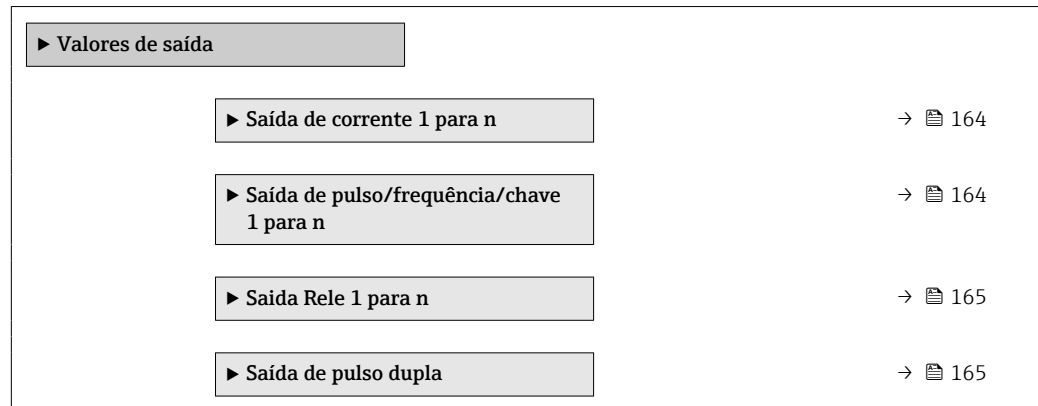 ▶ Valores de saída
▶ Saída de corrente 1 para n → 164
▶ Saída de pulso/frequência/chave → 164
1 para n
▶ Saida Rele 1 para n → 165
▶ Saída de pulso dupla → 165